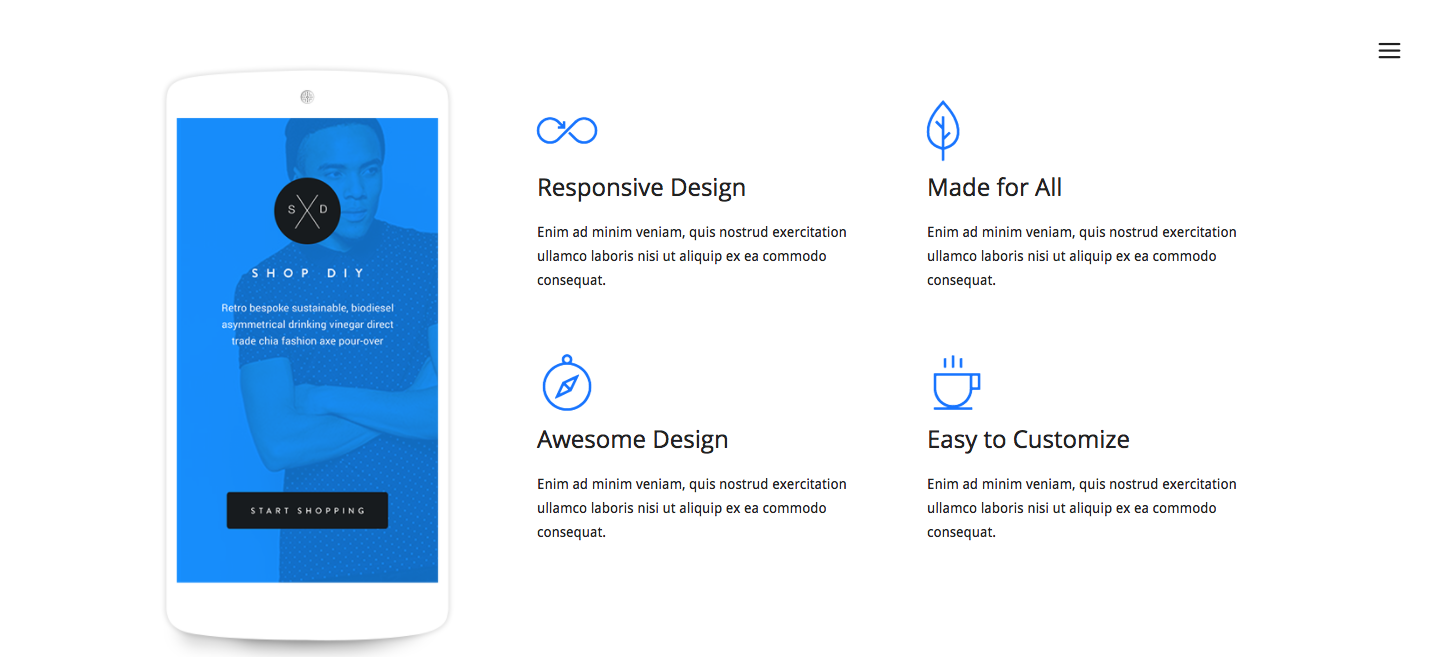 S D
SHOP DIY
Retro bespoke sustainable, biodiesel
asymmetrical drinking vinegar direct
trade chia fashion axe pour-over
START SHOPPING
Responsive Design
Enim ad minim veniam, quis nostrud exercitation
ullamco laboris nisi ut aliquip ex ea commodo
consequat.
Made for All
Enim ad minim veniam, quis nostrud exercitation
ullamco laboris nisi ut aliquip ex ea commodo
consequat.
Awesome Design
Enim ad minim veniam, quis nostrud exercitation
ullamco laboris nisi ut aliquip ex ea commodo
consequat.
Easy to Customize
Enim ad minim veniam, quis nostrud exercitation
ullamco laboris nisi ut aliquip ex ea commodo
consequat.